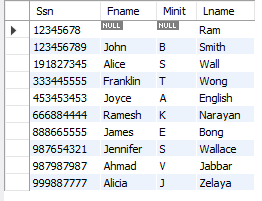 Ssn Fname Minit Lname
12345678 NULL NULL Ram
123456789 John B Smith
191827345 Alice S Wall
333445555 Franklin T Wong
453453453 Joyce A English
666884444 Ramesh K Narayan
888665555 James E Bong
987654321 Jennifer S Wallace
987987987 Ahmad V Jabbar
999887777 Alicia J Zelaya